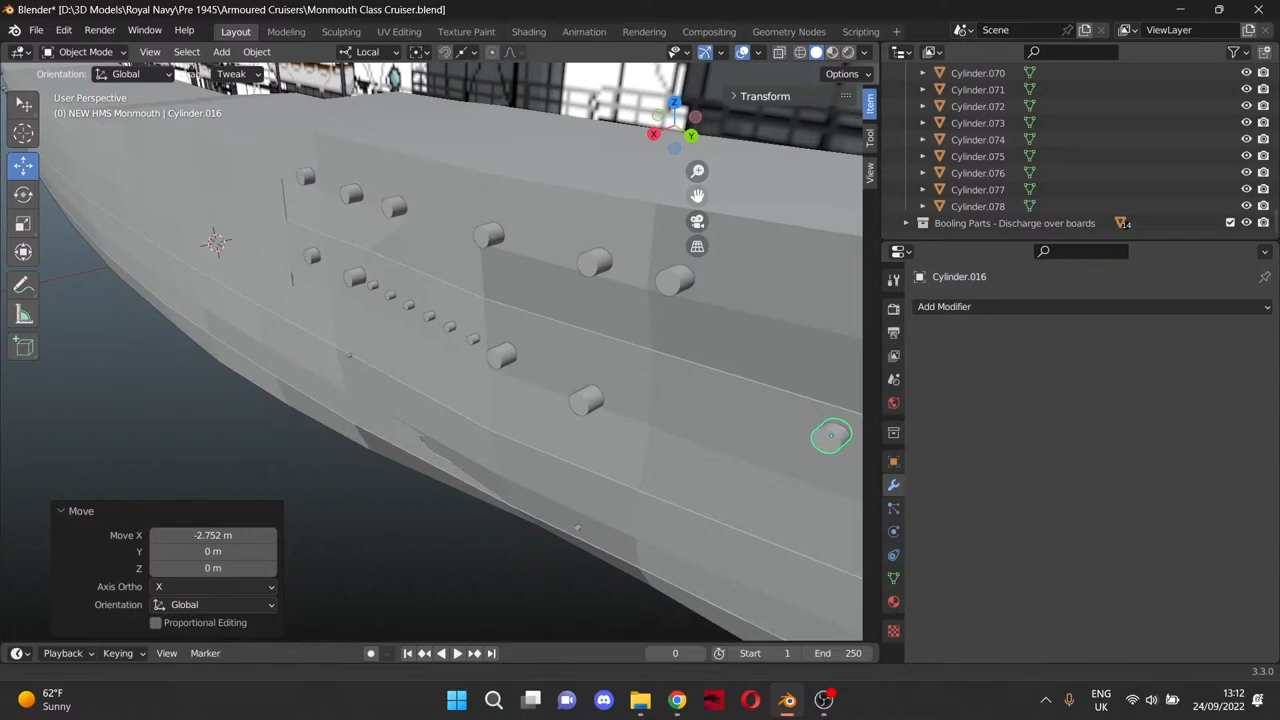 Blender* [D:\3D Models\Royal Navy\Pre 1945\Armoured Cruisers\Monmouth Class Cruiser.blend]
File Edit Render Window Help Layout Modeling Sculpting UV Editing Texture Paint Shading Animation Rendering Compositing Geometry Nodes Scripting + Scene ViewLayer
Object Mode View Select Add Object Local
Orientation: Global Drag: Tweak Options
User Perspective
(0) NEW HMS Monmouth | Cylinder.016
Transform
Item
Tool
View
Z
X
Y
Cylinder.070
Cylinder.071
Cylinder.072
Cylinder.073
Cylinder.074
Cylinder.075
Cylinder.076
Cylinder.077
Cylinder.078
Booling Parts - Discharge over boards 14
Cylinder.016
Add Modifier
Move
Move X -2.752 m
Y 0 m
Z 0 m
Axis Ortho X
Orientation Global
Proportional Editing
Playback Keying View Marker 0 Start 1 End 250
3.3.0
62°F
Sunny
ENG
UK
13:12
24/09/2022